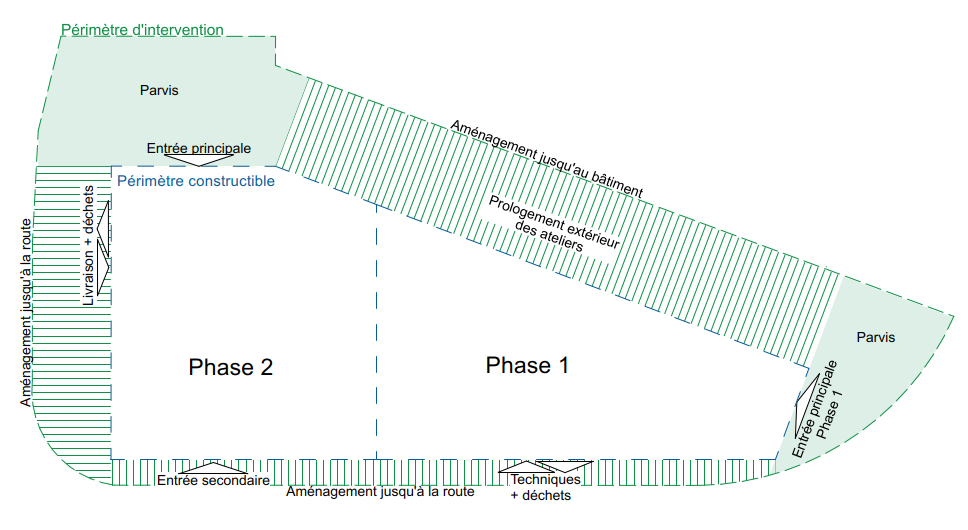 Périmètre d'intervention
Parvis
Entrée principale
Périmètre constructible
Aménagement jusqu'au bâtiment
Prologement extérieur
des ateliers
Livraison + déchets
Aménagement jusqu'à la route
Phase 2
Phase 1
Parvis
Entrée principale
Phase 1
Entrée secondaire
Aménagement jusqu'à la route
Techniques
+ déchets